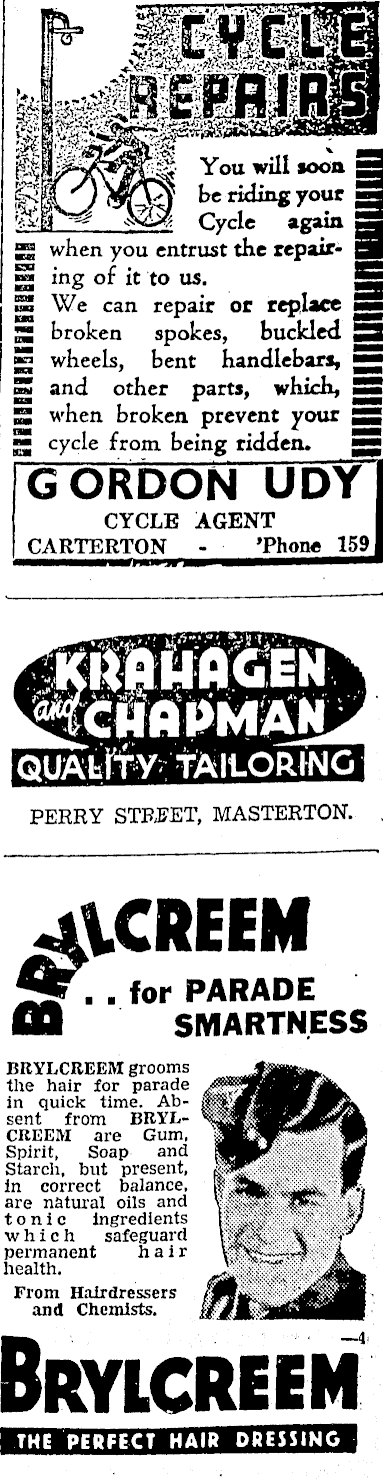 CYCLE
REPAIRS
You will soon
be riding your
Cycle again
when you entrust the repair-
ing of it to us.
We can repair or replace
broken spokes, buckled
wheels, bent handlebars,
and other parts, which,
when broken prevent your
cycle from being ridden.
GORDON UDY
CYCLE AGENT
CARTERTON - 'Phone 159
KRAHAGEN
and CHAPMAN
QUALITY TAILORING
PERRY STREET, MASTERTON.
BRYLCREEM
. . for PARADE
SMARTNESS
BRYLCREEM grooms
the hair for parade
in quick time. Ab-
sent from BRYL-
CREEM are Gum,
Spirit, Soap and
Starch, but present,
in correct balance,
are natural oils and
tonic ingredients
which safeguard
permanent hair
health.
From Hairdressers
and Chemists.
—4
BRYLCREEM
THE PERFECT HAIR DRESSING